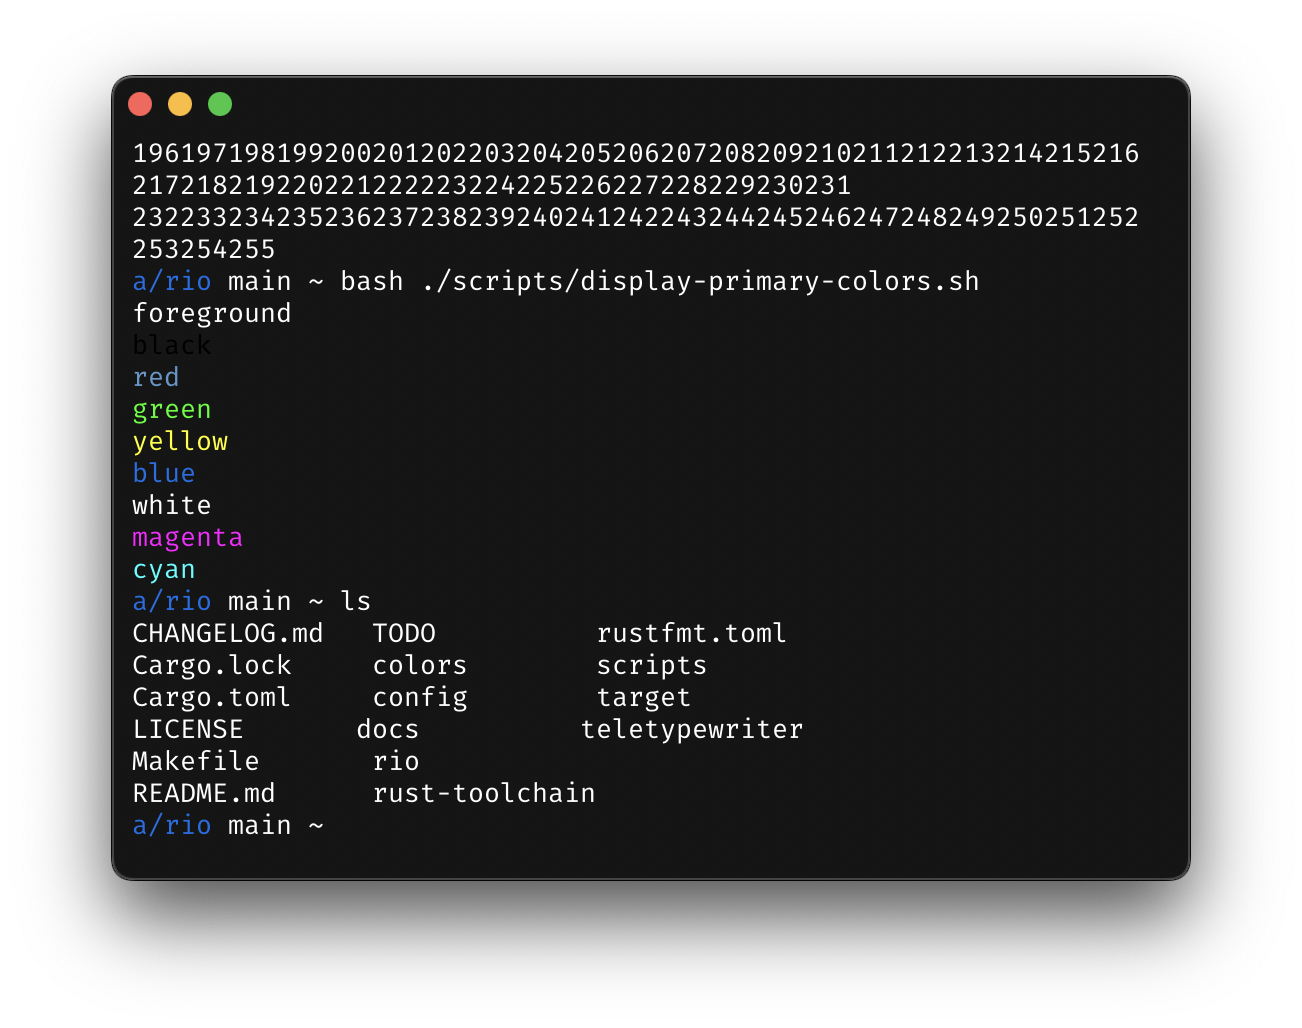 196197198199200201202203204205206207208209210211212213214215216
217218219220221222223224225226227228229230231
232233234235236237238239240241242243244245246247248249250251252
253254255
a/rio main ~ bash ./scripts/display-primary-colors.sh
foreground
black
red
green
yellow
blue
white
magenta
cyan
a/rio main ~ ls
CHANGELOG.md   TODO          rustfmt.toml
Cargo.lock     colors        scripts
Cargo.toml     config        target
LICENSE       docs          teletypewriter
Makefile       rio
README.md      rust-toolchain
a/rio main ~